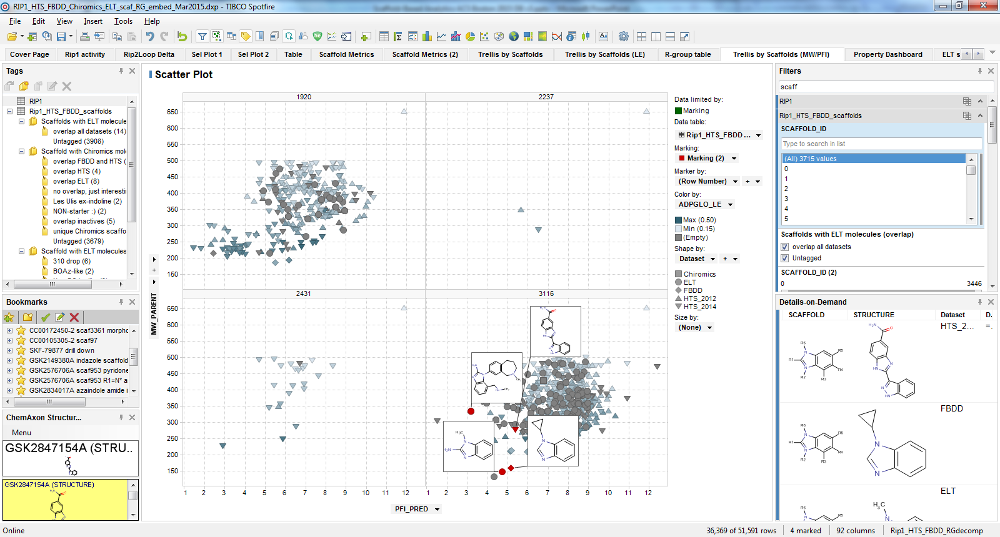 RIP1_HTS_FBDD_Chiromics_ELT_scaf_RG_embed_Mar2015.dxp - TIBCO Spotfire
File Edit View Insert Tools Help
Cover Page Rip1 activity Rip2Loop Delta Sel Plot 1 Sel Plot 2 Table Scaffold Metrics Scaffold Metrics (2) Trellis by Scaffolds Trellis by Scaffolds (LE) R-group table Trellis by Scaffolds (MW/PFI) Property Dashboard ELT s
Tags
RIP1
Rip1_HTS_FBDD_scaffolds
Scaffolds with ELT molecule
overlap all datasets (14)
Untagged (3908)
Scaffold with Chiromics mol
overlap FBDD and HTS (
overlap HTS (4)
overlap ELT (8)
no overlap, just interesti
Les Ulis ex-indoline (2)
NON-starter :) (2)
overlap inactives (5)
unique Chiromics scaffo
Untagged (3679)
Scaffold with ELT molecules
310 drop (6)
BOAz-like (2)
Bookmarks
CC00172450-2 scaf3361 morpho
CC00105305-2 scaf97
SKF-79877 drill down
GSK2149380A indazole scaffold
GSK2576706A scaf953 pyridone
GSK2576706A scaf953 R1=N* a
GSK2834017A azaindole amide i
ChemAxon Structur...
Menu
GSK2847154A (STRU..
GSK2847154A (STRUCTURE)
Scatter Plot
1920 2237
650
600
550
500
450
400
350
300
250
200
150
2431 3116
650
600
550
500
450
400
350
300
250
200
150
1 2 3 4 5 6 7 8 9 10 11 12 1 2 3 4 5 6 7 8 9 10 11 12
MW_PARENT
PFI_PRED
Data limited by:
Marking
Data table:
Rip1_HTS_FBDD ...
Marking:
Marking (2)
Marker by:
(Row Number) +
Color by:
ADPGLO_LE
Max (0.50)
Min (0.15)
(Empty)
Shape by:
Dataset +
Chiromics
ELT
FBDD
HTS_2012
HTS_2014
Size by:
(None)
Filters
scaff
RIP1
Rip1_HTS_FBDD_scaffolds
SCAFFOLD_ID
Type to search in list
(All) 3715 values
0
1
2
3
4
5
Scaffolds with ELT molecules (overlap)
overlap all datasets
Untagged
SCAFFOLD_ID (2)
0 3446
Details-on-Demand
SCAFFOLD STRUCTURE Dataset D.
HTS_2... =.
FBDD
ELT
Online
36,369 of 51,591 rows 4 marked 92 columns Rip1_HTS_FBDD_RGdecomp